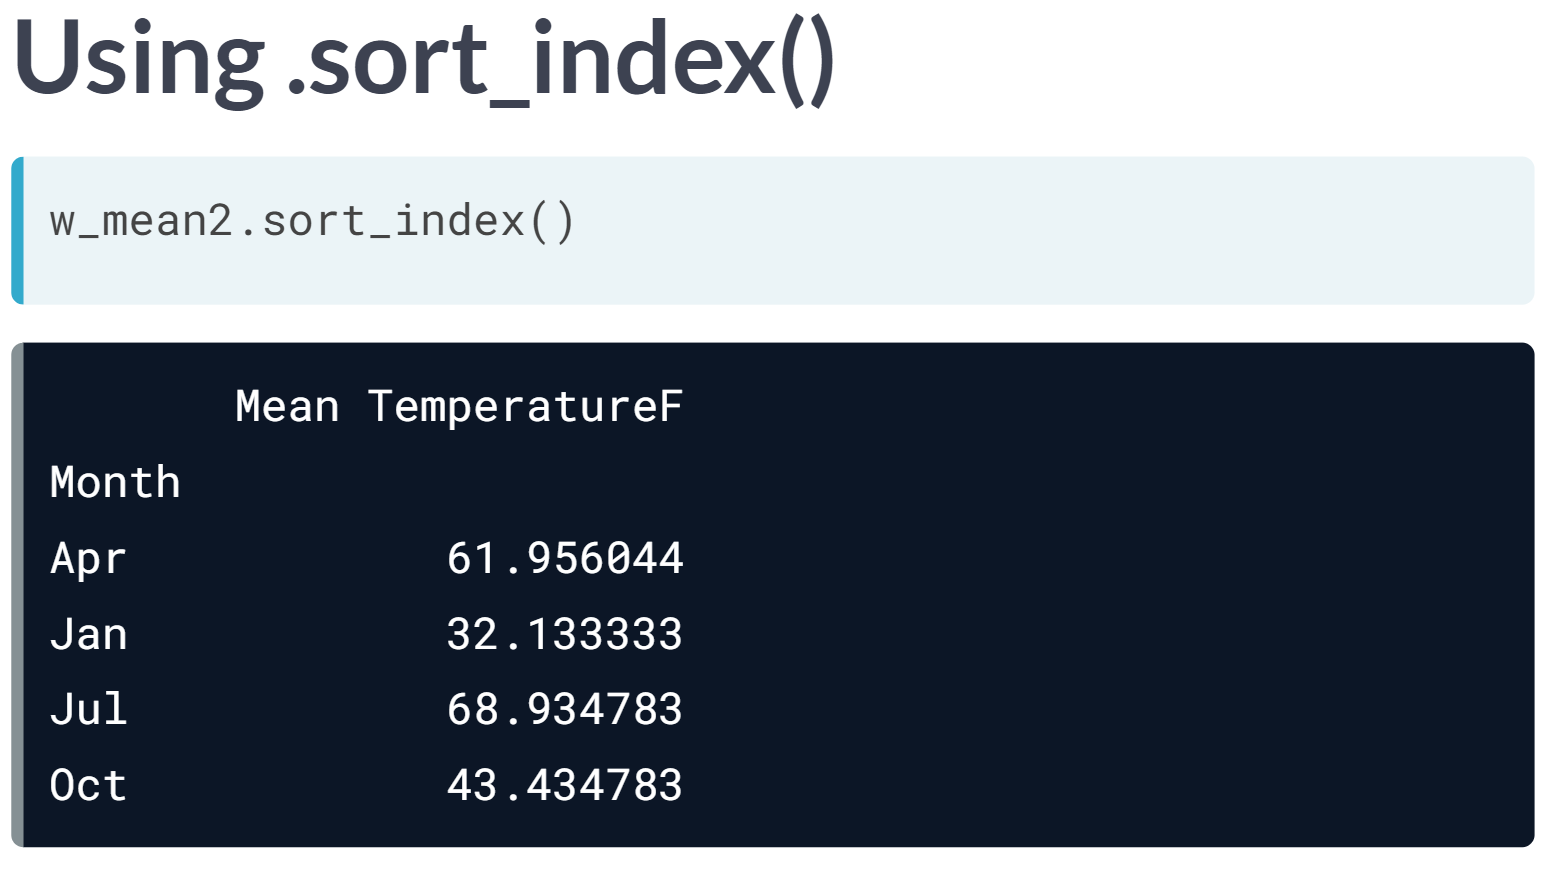 Using .sort_index()
w_mean2.sort_index()
Mean TemperatureF
Month
Apr 61.956044
Jan 32.133333
Jul 68.934783
Oct 43.434783